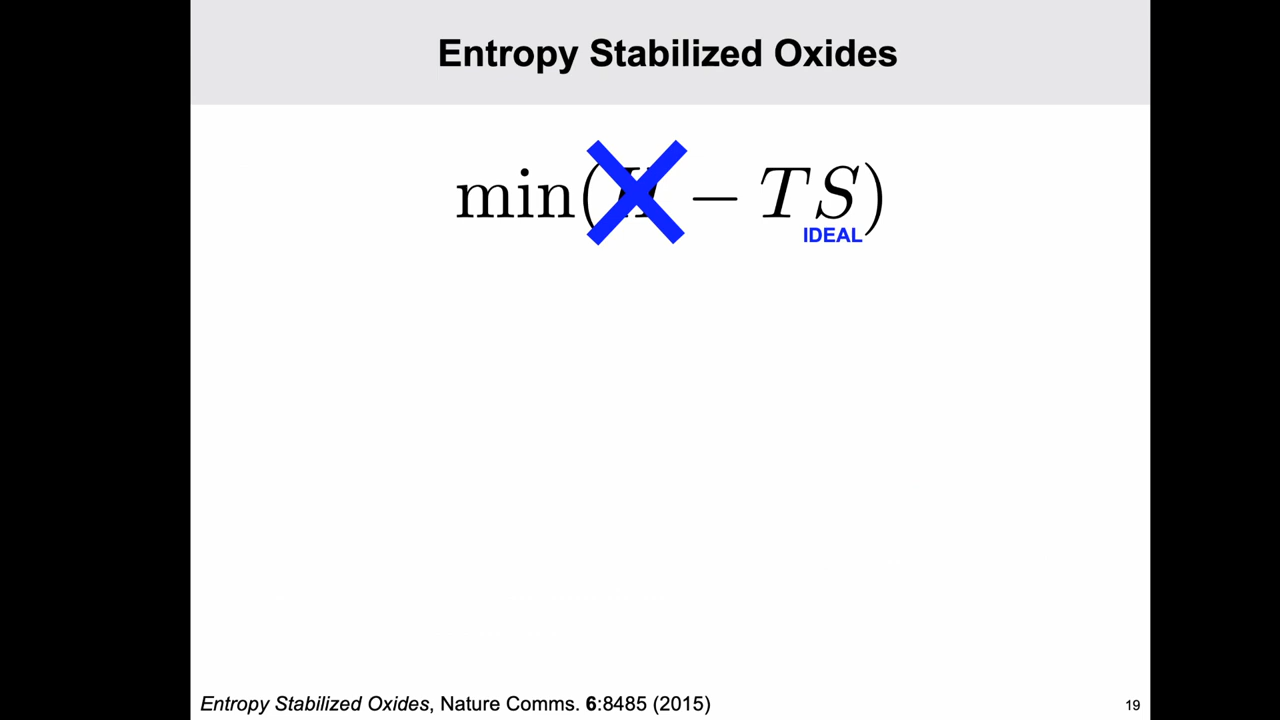 Entropy Stabilized Oxides
min(H − TS)
IDEAL
Entropy Stabilized Oxides, Nature Comms. 6:8485 (2015)
19